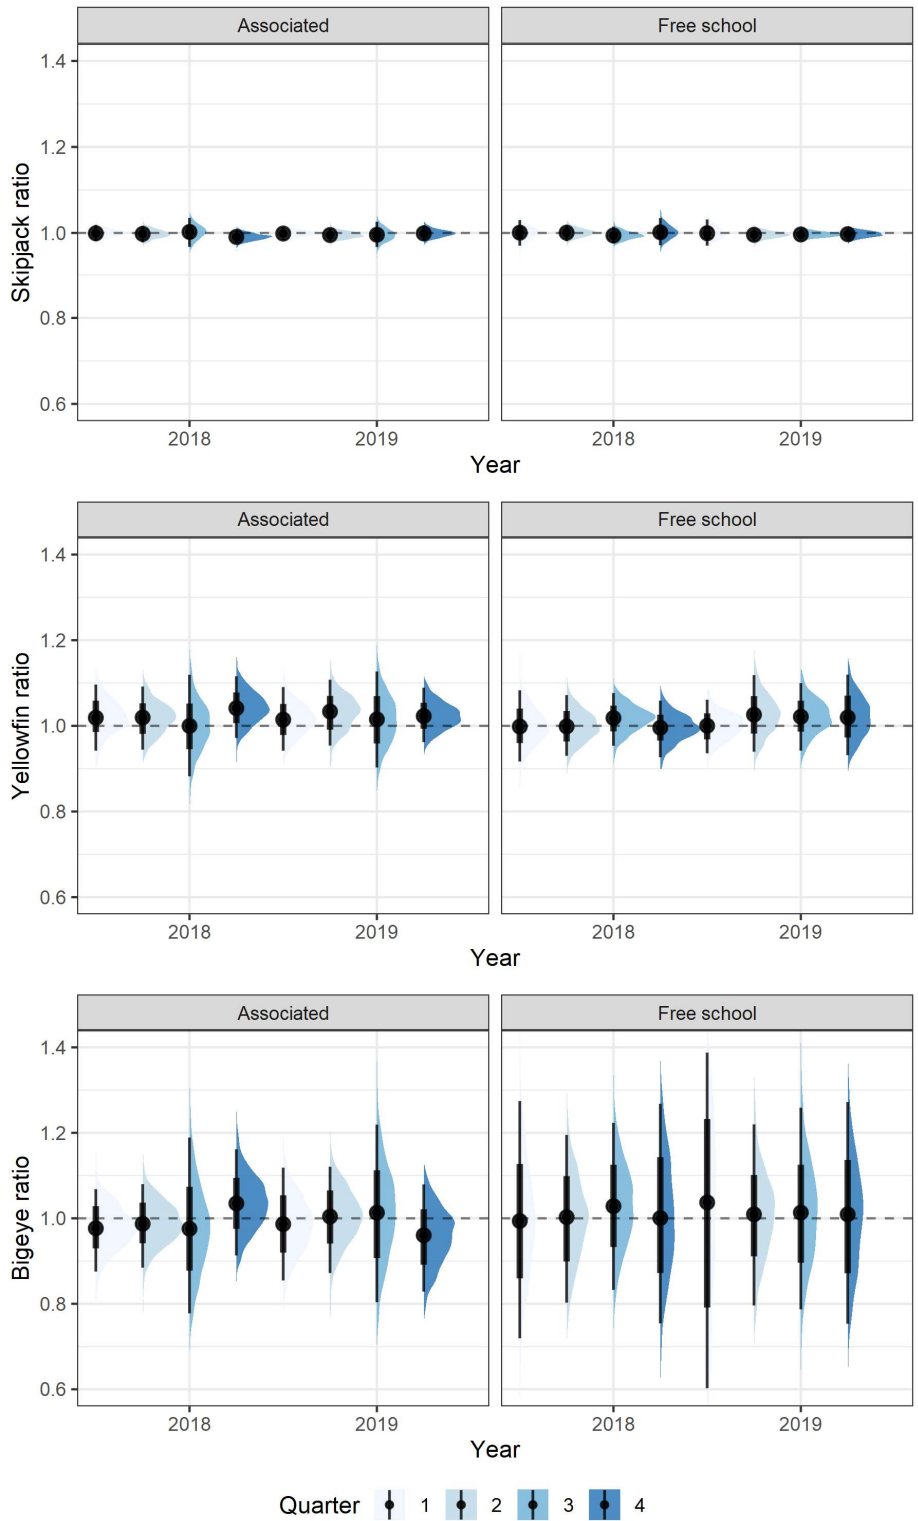 Associated Free school
1.4
1.2
1.0
0.8
0.6
Skipjack ratio
2018 2019 2018 2019
Year
Associated Free school
1.4
1.2
1.0
0.8
0.6
Yellowfin ratio
2018 2019 2018 2019
Year
Associated Free school
1.4
1.2
1.0
0.8
0.6
Bigeye ratio
2018 2019 2018 2019
Year
Quarter 1 2 3 4